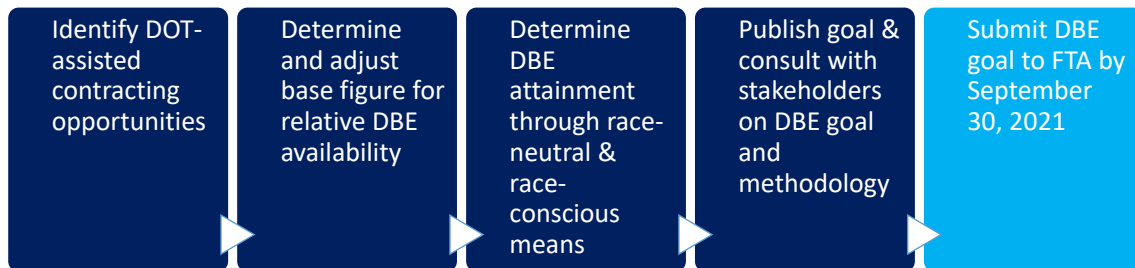 Identify DOT-
assisted
contracting
opportunities
Determine
and adjust
base figure for
relative DBE
availability
Determine
DBE
attainment
through race-
neutral &
race-
conscious
means
Publish goal &
consult with
stakeholders
on DBE goal
and
methodology
Submit DBE
goal to FTA by
September
30, 2021